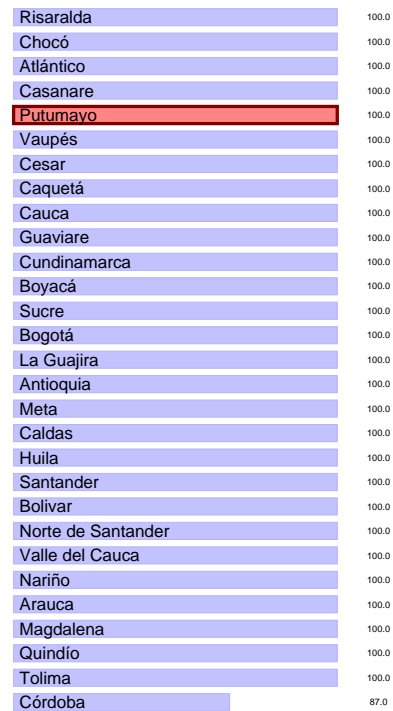 Risaralda 100.0
Chocó 100.0
Atlántico 100.0
Casanare 100.0
Putumayo 100.0
Vaupés 100.0
Cesar 100.0
Caquetá 100.0
Cauca 100.0
Guaviare 100.0
Cundinamarca 100.0
Boyacá 100.0
Sucre 100.0
Bogotá 100.0
La Guajira 100.0
Antioquia 100.0
Meta 100.0
Caldas 100.0
Huila 100.0
Santander 100.0
Bolivar 100.0
Norte de Santander 100.0
Valle del Cauca 100.0
Nariño 100.0
Arauca 100.0
Magdalena 100.0
Quindío 100.0
Tolima 100.0
Córdoba 87.0